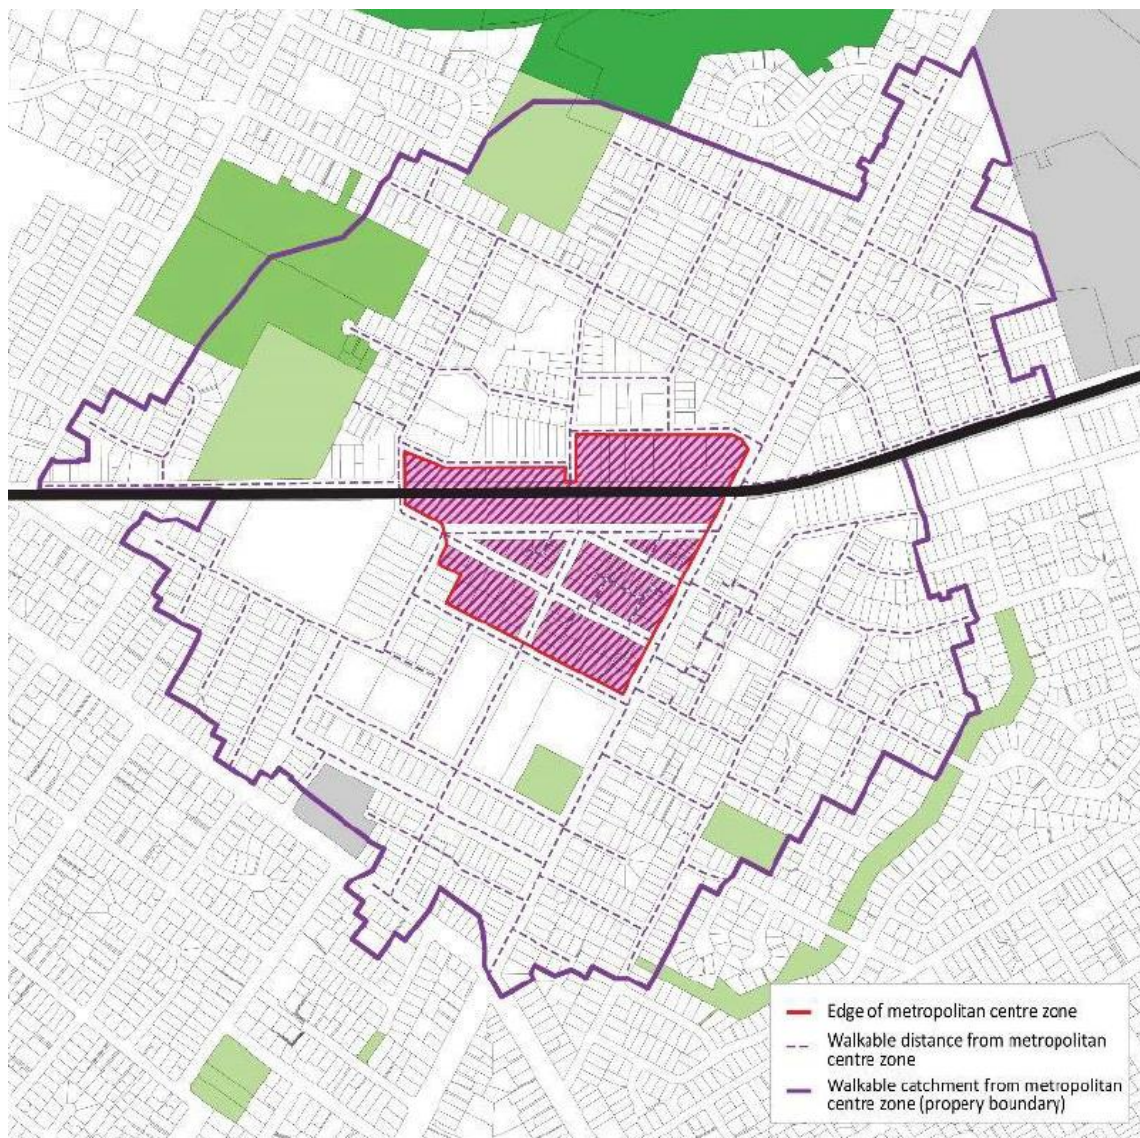 Edge of metropolitan centre zone
Walkable distance from metropolitan
centre zone
Walkable catchment from metropolitan
centre zone (propery boundary)